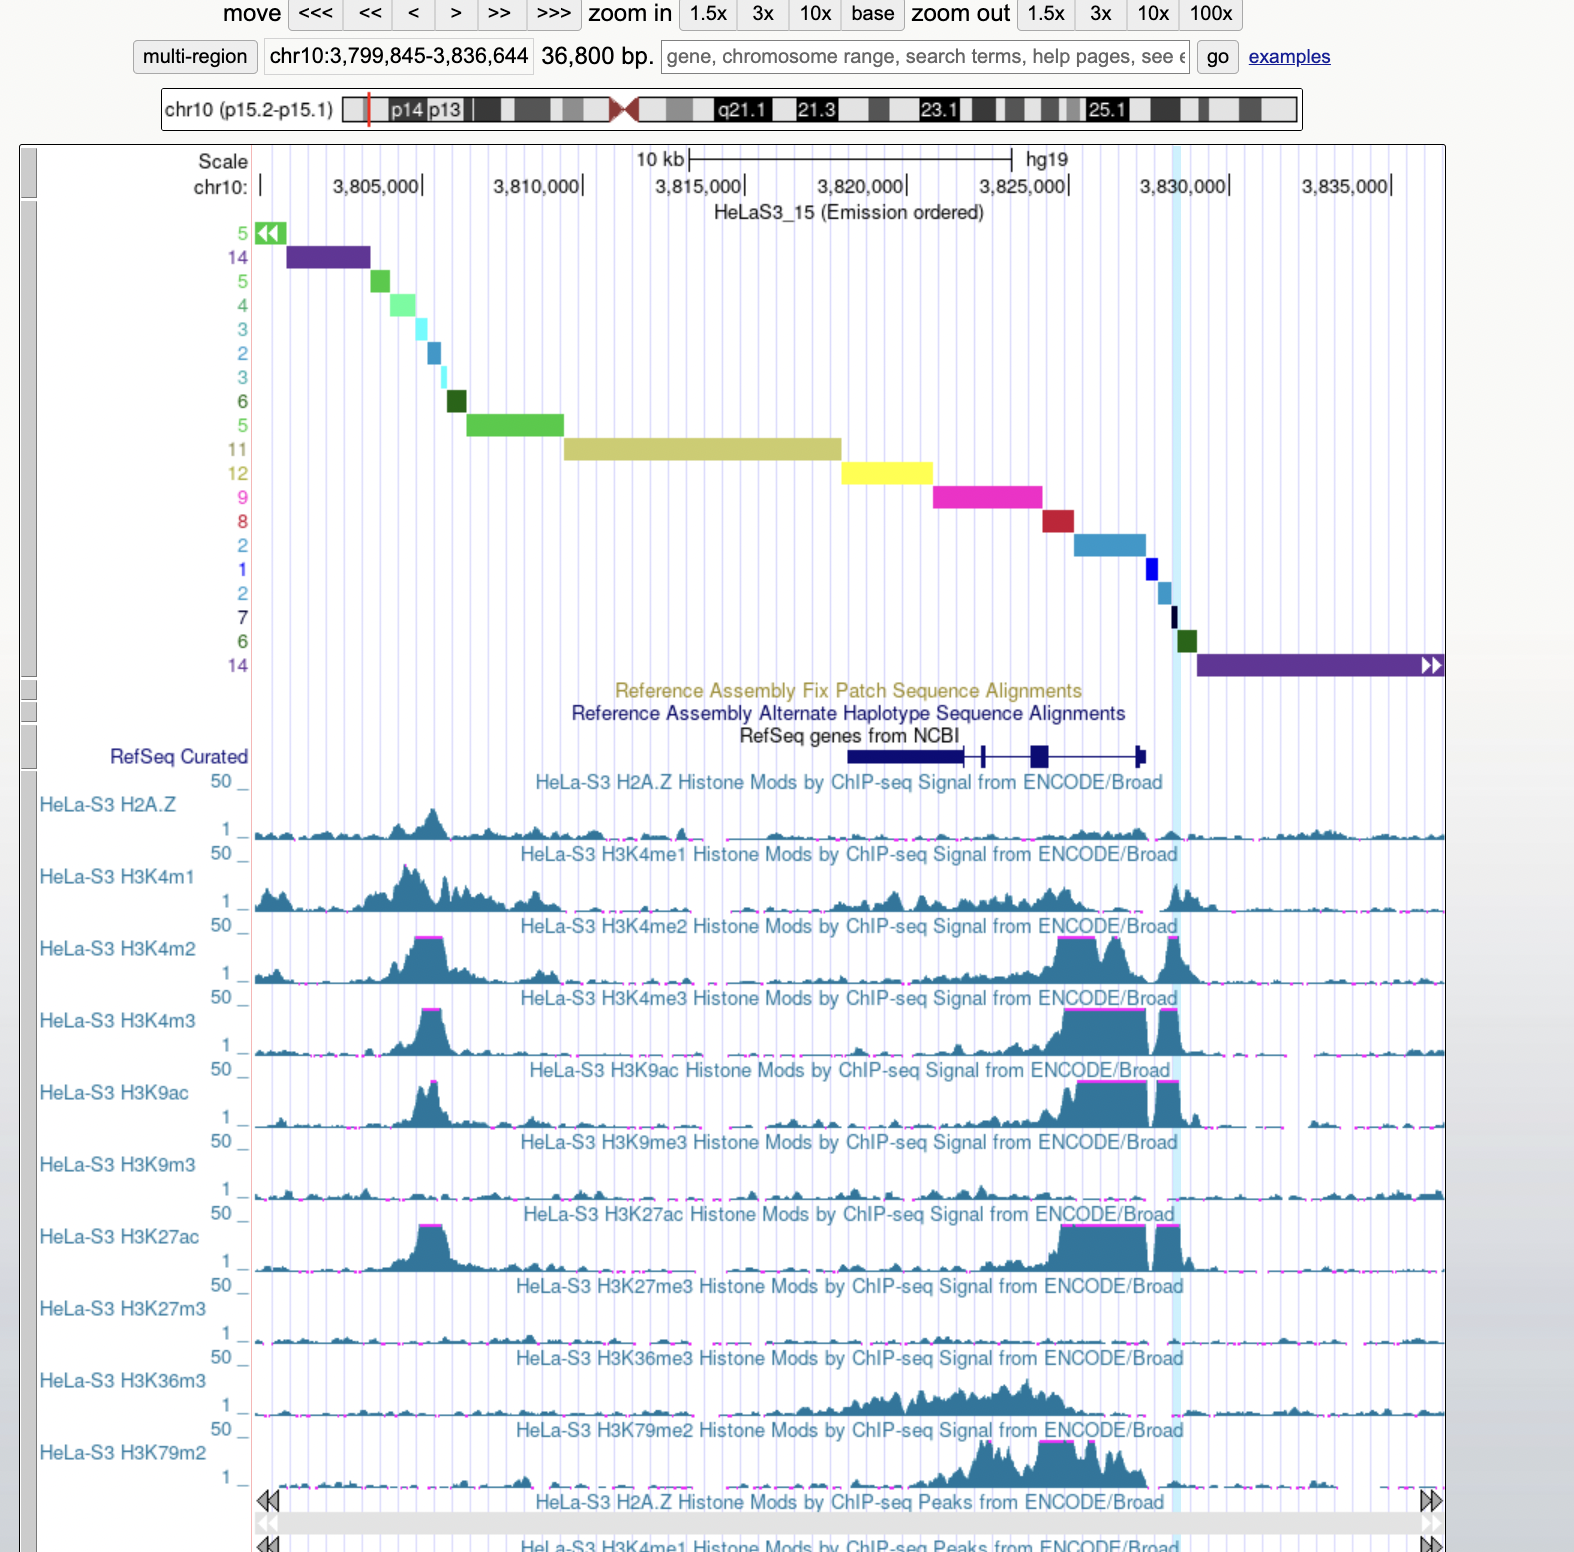 move <<< << < > >> >>> zoom in 1.5x 3x 10x base zoom out 1.5x 3x 10x 100x
multi-region chr10:3,799,845-3,836,644 36,800 bp. gene, chromosome range, search terms, help pages, see e go examples
chr10 (p15.2-p15.1) p14 p13 q21.1 21.3 23.1 25.1
Scale 10 kb hg19
chr10: 3,805,000 3,810,000 3,815,000 3,820,000 3,825,000 3,830,000 3,835,000
HeLaS3_15 (Emission ordered)
5
14
5
4
3
2
3
6
5
11
12
9
8
2
1
2
7
6
14
Reference Assembly Fix Patch Sequence Alignments
Reference Assembly Alternate Haplotype Sequence Alignments
RefSeq genes from NCBI
RefSeq Curated
50 _ HeLa-S3 H2A.Z Histone Mods by ChIP-seq Signal from ENCODE/Broad
HeLa-S3 H2A.Z
1 _
50 _ HeLa-S3 H3K4me1 Histone Mods by ChIP-seq Signal from ENCODE/Broad
HeLa-S3 H3K4m1
1 _
50 _ HeLa-S3 H3K4me2 Histone Mods by ChIP-seq Signal from ENCODE/Broad
HeLa-S3 H3K4m2
1 _
50 _ HeLa-S3 H3K4me3 Histone Mods by ChIP-seq Signal from ENCODE/Broad
HeLa-S3 H3K4m3
1 _
50 _ HeLa-S3 H3K9ac Histone Mods by ChIP-seq Signal from ENCODE/Broad
HeLa-S3 H3K9ac
1 _
50 _ HeLa-S3 H3K9me3 Histone Mods by ChIP-seq Signal from ENCODE/Broad
HeLa-S3 H3K9m3
1 _
50 _ HeLa-S3 H3K27ac Histone Mods by ChIP-seq Signal from ENCODE/Broad
HeLa-S3 H3K27ac
1 _
50 _ HeLa-S3 H3K27me3 Histone Mods by ChIP-seq Signal from ENCODE/Broad
HeLa-S3 H3K27m3
1 _
50 _ HeLa-S3 H3K36me3 Histone Mods by ChIP-seq Signal from ENCODE/Broad
HeLa-S3 H3K36m3
1 _
50 _ HeLa-S3 H3K79me2 Histone Mods by ChIP-seq Signal from ENCODE/Broad
HeLa-S3 H3K79m2
1 _
HeLa-S3 H2A.Z Histone Mods by ChIP-seq Peaks from ENCODE/Broad
HeLa-S3 H3K4me1 Histone Mods by ChIP-seq Peaks from ENCODE/Broad